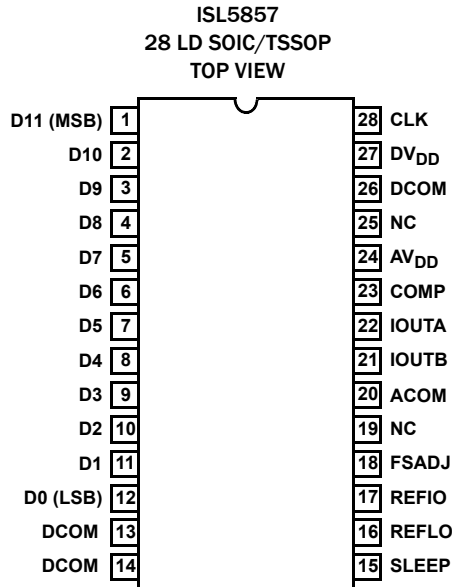 ISL5857
28 LD SOIC/TSSOP
TOP VIEW
D11 (MSB) 1 28 CLK
D10 2 27 DVDD
D9 3 26 DCOM
D8 4 25 NC
D7 5 24 AVDD
D6 6 23 COMP
D5 7 22 IOUTA
D4 8 21 IOUTB
D3 9 20 ACOM
D2 10 19 NC
D1 11 18 FSADJ
D0 (LSB) 12 17 REFIO
DCOM 13 16 REFLO
DCOM 14 15 SLEEP